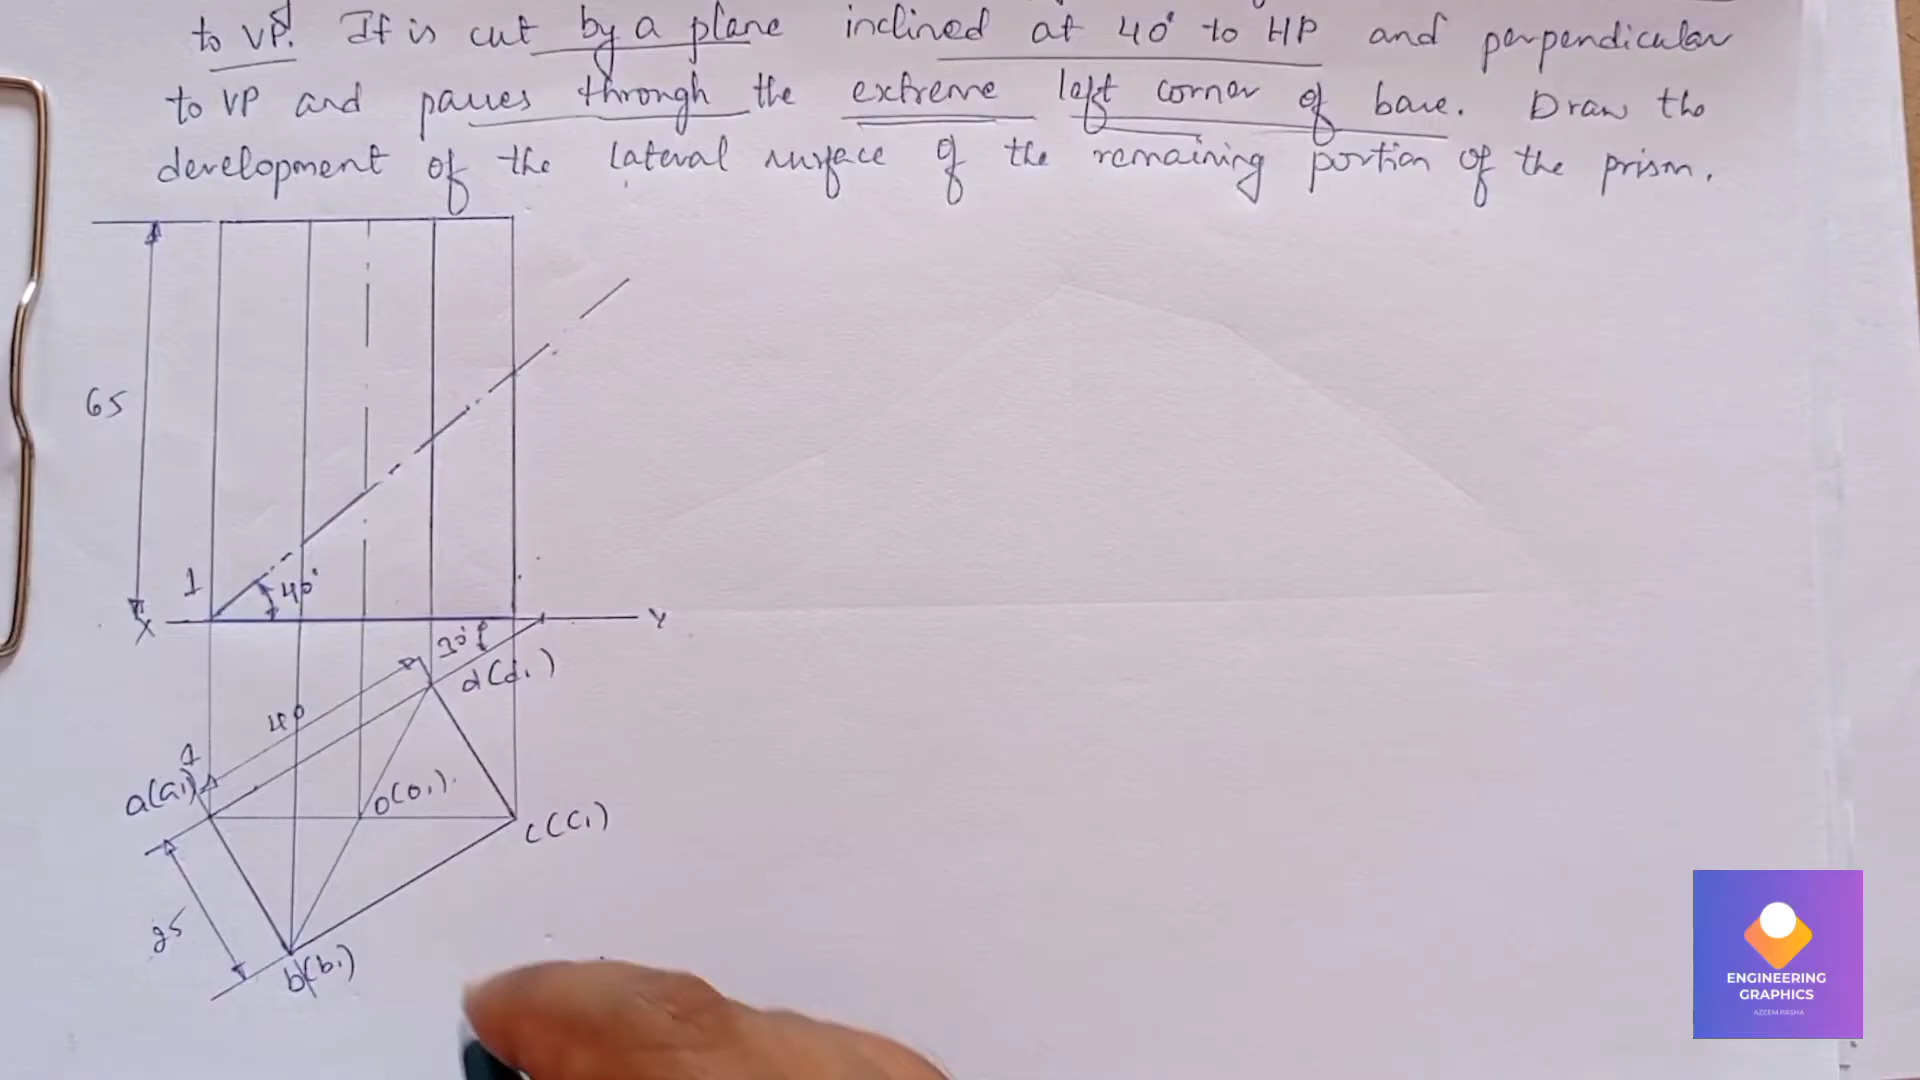 to VP. It is cut by a plane inclined at 40° to HP and perpendicular
to VP and passes through the extreme left corner of base. Draw the
development of the lateral surface of the remaining portion of the prism.
65
1
40°
X
Y
30°
d(d₁)
40
a(a₁)
o(o₁)
c(c₁)
25
b(b₁)
ENGINEERING
GRAPHICS
AZEEM PASHA